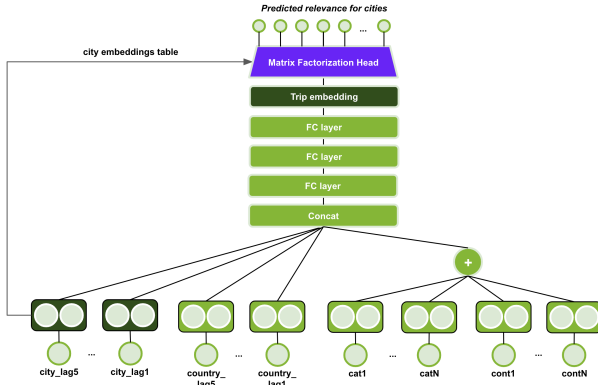 Predicted relevance for cities
...
city embeddings table
Matrix Factorization Head
Trip embedding
FC layer
FC layer
FC layer
Concat
+
city_lag5 ... city_lag1 country_ ... country_ cat1 ... catN cont1 ... contN
lag5 lag1